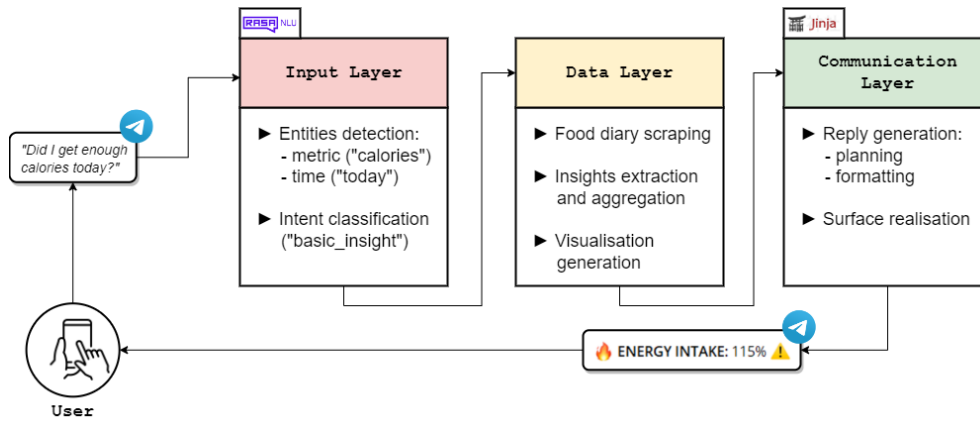 RASA NLU
Input Layer
► Entities detection:
- metric ("calories")
- time ("today")
► Intent classification
("basic_insight")
Data Layer
► Food diary scraping
► Insights extraction
and aggregation
► Visualisation
generation
Jinja
Communication
Layer
► Reply generation:
- planning
- formatting
► Surface realisation
"Did I get enough
calories today?"
🔥 ENERGY INTAKE: 115% ⚠️
User